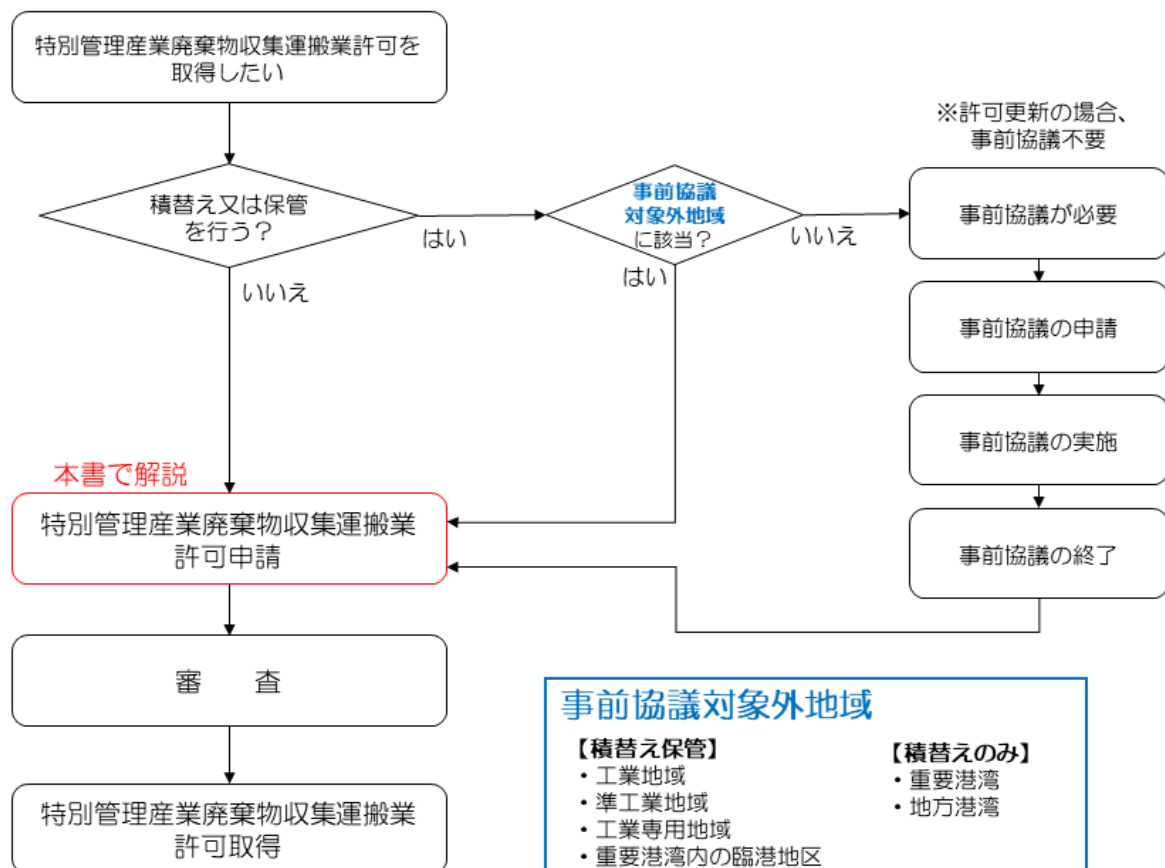 特別管理産業廃棄物収集運搬業許可を
取得したい
積替え又は保管
を行う？
はい
いいえ
事前協議
対象外地域
に該当？
いいえ
はい
※許可更新の場合、
事前協議不要
事前協議が必要
事前協議の申請
事前協議の実施
事前協議の終了
本書で解説
特別管理産業廃棄物収集運搬業
許可申請
審　　査
特別管理産業廃棄物収集運搬業
許可取得
事前協議対象外地域
【積替え保管】
・工業地域
・準工業地域
・工業専用地域
・重要港湾内の臨港地区
【積替えのみ】
・重要港湾
・地方港湾